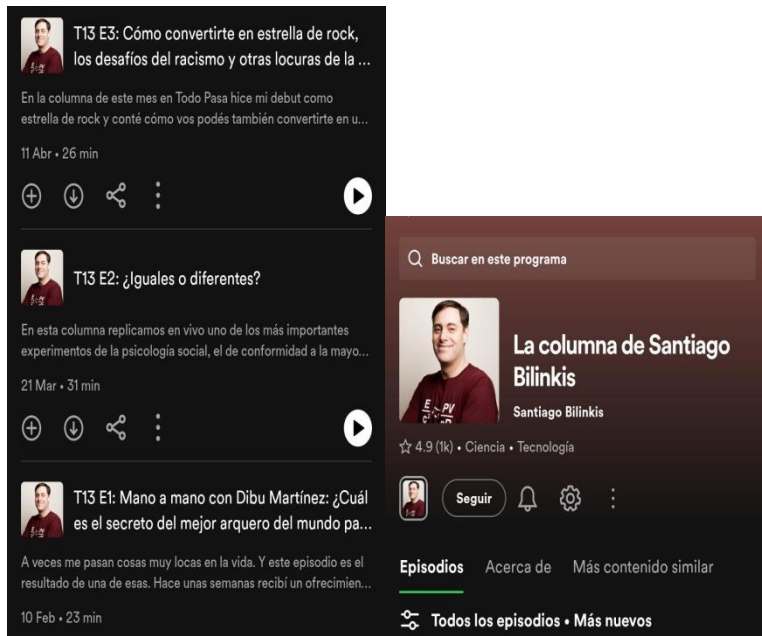 T13 E3: Cómo convertirte en estrella de rock,
los desafíos del racismo y otras locuras de la ...
En la columna de este mes en Todo Pasa hice mi debut como
estrella de rock y conté cómo vos podés también convertirte en u...
11 Abr • 26 min
T13 E2: ¿Iguales o diferentes?
En esta columna replicamos en vivo uno de los más importantes
experimentos de la psicología social, el de conformidad a la mayo...
21 Mar • 31 min
T13 E1: Mano a mano con Dibu Martínez: ¿Cuál
es el secreto del mejor arquero del mundo pa...
A veces me pasan cosas muy locas en la vida. Y este episodio es el
resultado de una de esas. Hace unas semanas recibí un ofrecimien...
10 Feb • 23 min
Buscar en este programa
La columna de Santiago
Bilinkis
Santiago Bilinkis
4.9 (1k) • Ciencia • Tecnología
Seguir
Episodios Acerca de Más contenido similar
Todos los episodios • Más nuevos